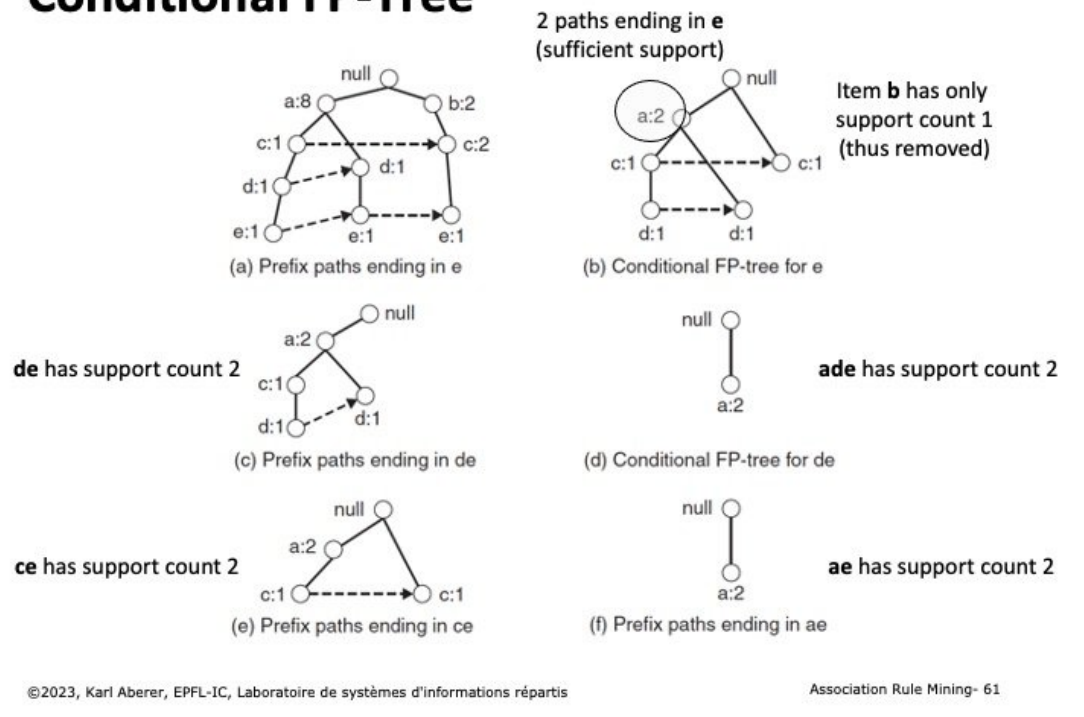 Conditional FP-Tree
2 paths ending in e
(sufficient support)
null
a:8
b:2
c:1
c:2
d:1
d:1
e:1
e:1
e:1
(a) Prefix paths ending in e
null
a:2
c:1
c:1
d:1
d:1
(b) Conditional FP-tree for e
Item b has only
support count 1
(thus removed)
de has support count 2
null
a:2
c:1
d:1
d:1
(c) Prefix paths ending in de
null
a:2
(d) Conditional FP-tree for de
ade has support count 2
ce has support count 2
null
a:2
c:1
c:1
(e) Prefix paths ending in ce
null
a:2
(f) Prefix paths ending in ae
ae has support count 2
©2023, Karl Aberer, EPFL-IC, Laboratoire de systèmes d'informations répartis
Association Rule Mining- 61